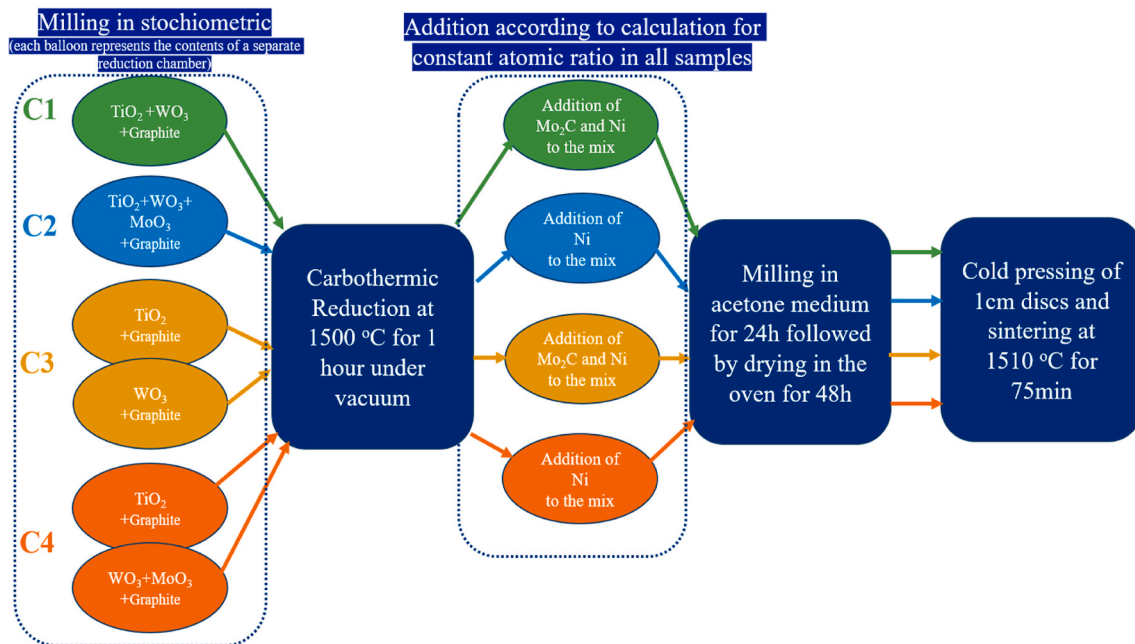 Milling in stochiometric
(each balloon represents the contents of a separate
reduction chamber)
C1
TiO₂+WO₃
+Graphite
C2
TiO₂+WO₃+
MoO₃
+Graphite
C3
TiO₂
+Graphite
WO₃
+Graphite
C4
TiO₂
+Graphite
WO₃+MoO₃
+Graphite
Carbothermic
Reduction at
1500 °C for 1
hour under
vacuum
Addition according to calculation for
constant atomic ratio in all samples
Addition of
Mo₂C and Ni
to the mix
Addition of
Ni
to the mix
Addition of
Mo₂C and Ni
to the mix
Addition of
Ni
to the mix
Milling in
acetone medium
for 24h followed
by drying in the
oven for 48h
Cold pressing of
1cm discs and
sintering at
1510 °C for
75min